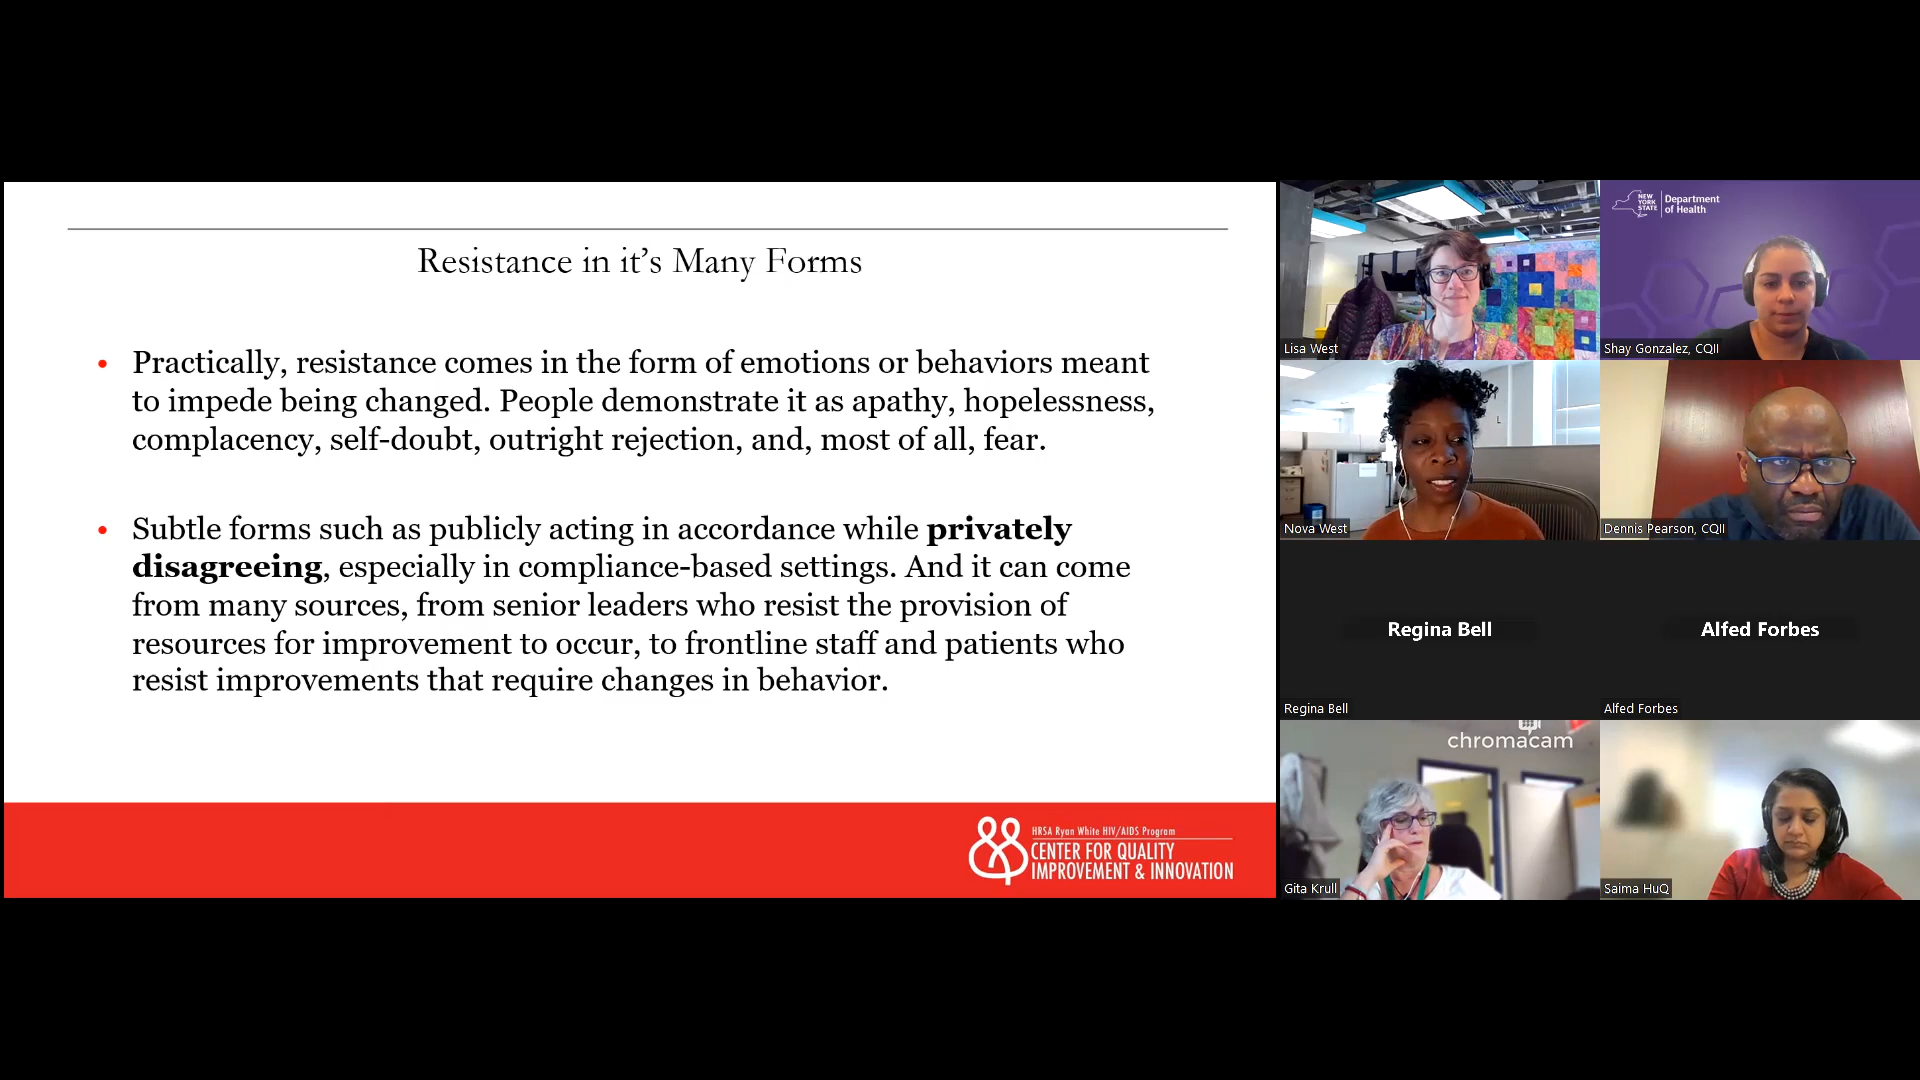 Resistance in it’s Many Forms
• Practically, resistance comes in the form of emotions or behaviors meant
to impede being changed. People demonstrate it as apathy, hopelessness,
complacency, self-doubt, outright rejection, and, most of all, fear.
• Subtle forms such as publicly acting in accordance while privately
disagreeing, especially in compliance-based settings. And it can come
from many sources, from senior leaders who resist the provision of
resources for improvement to occur, to frontline staff and patients who
resist improvements that require changes in behavior.
HRSA Ryan White HIV/AIDS Program
CENTER FOR QUALITY
IMPROVEMENT & INNOVATION
Lisa West
NEW
YORK
STATE
Department
of Health
Shay Gonzalez, CQII
Nova West
Dennis Pearson, CQII
Regina Bell
Regina Bell
Alfed Forbes
Alfed Forbes
chromacam
Gita Krull
Saima HuQ